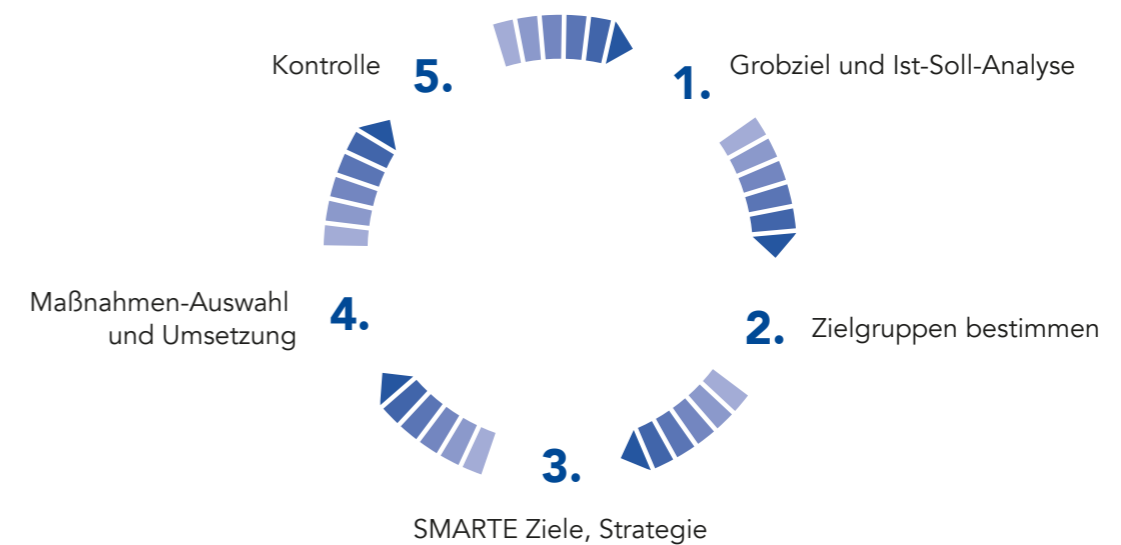 1. Grobziel und Ist-Soll-Analyse
2. Zielgruppen bestimmen
3.
SMARTE Ziele, Strategie
4. Maßnahmen-Auswahl
und Umsetzung
5. Kontrolle